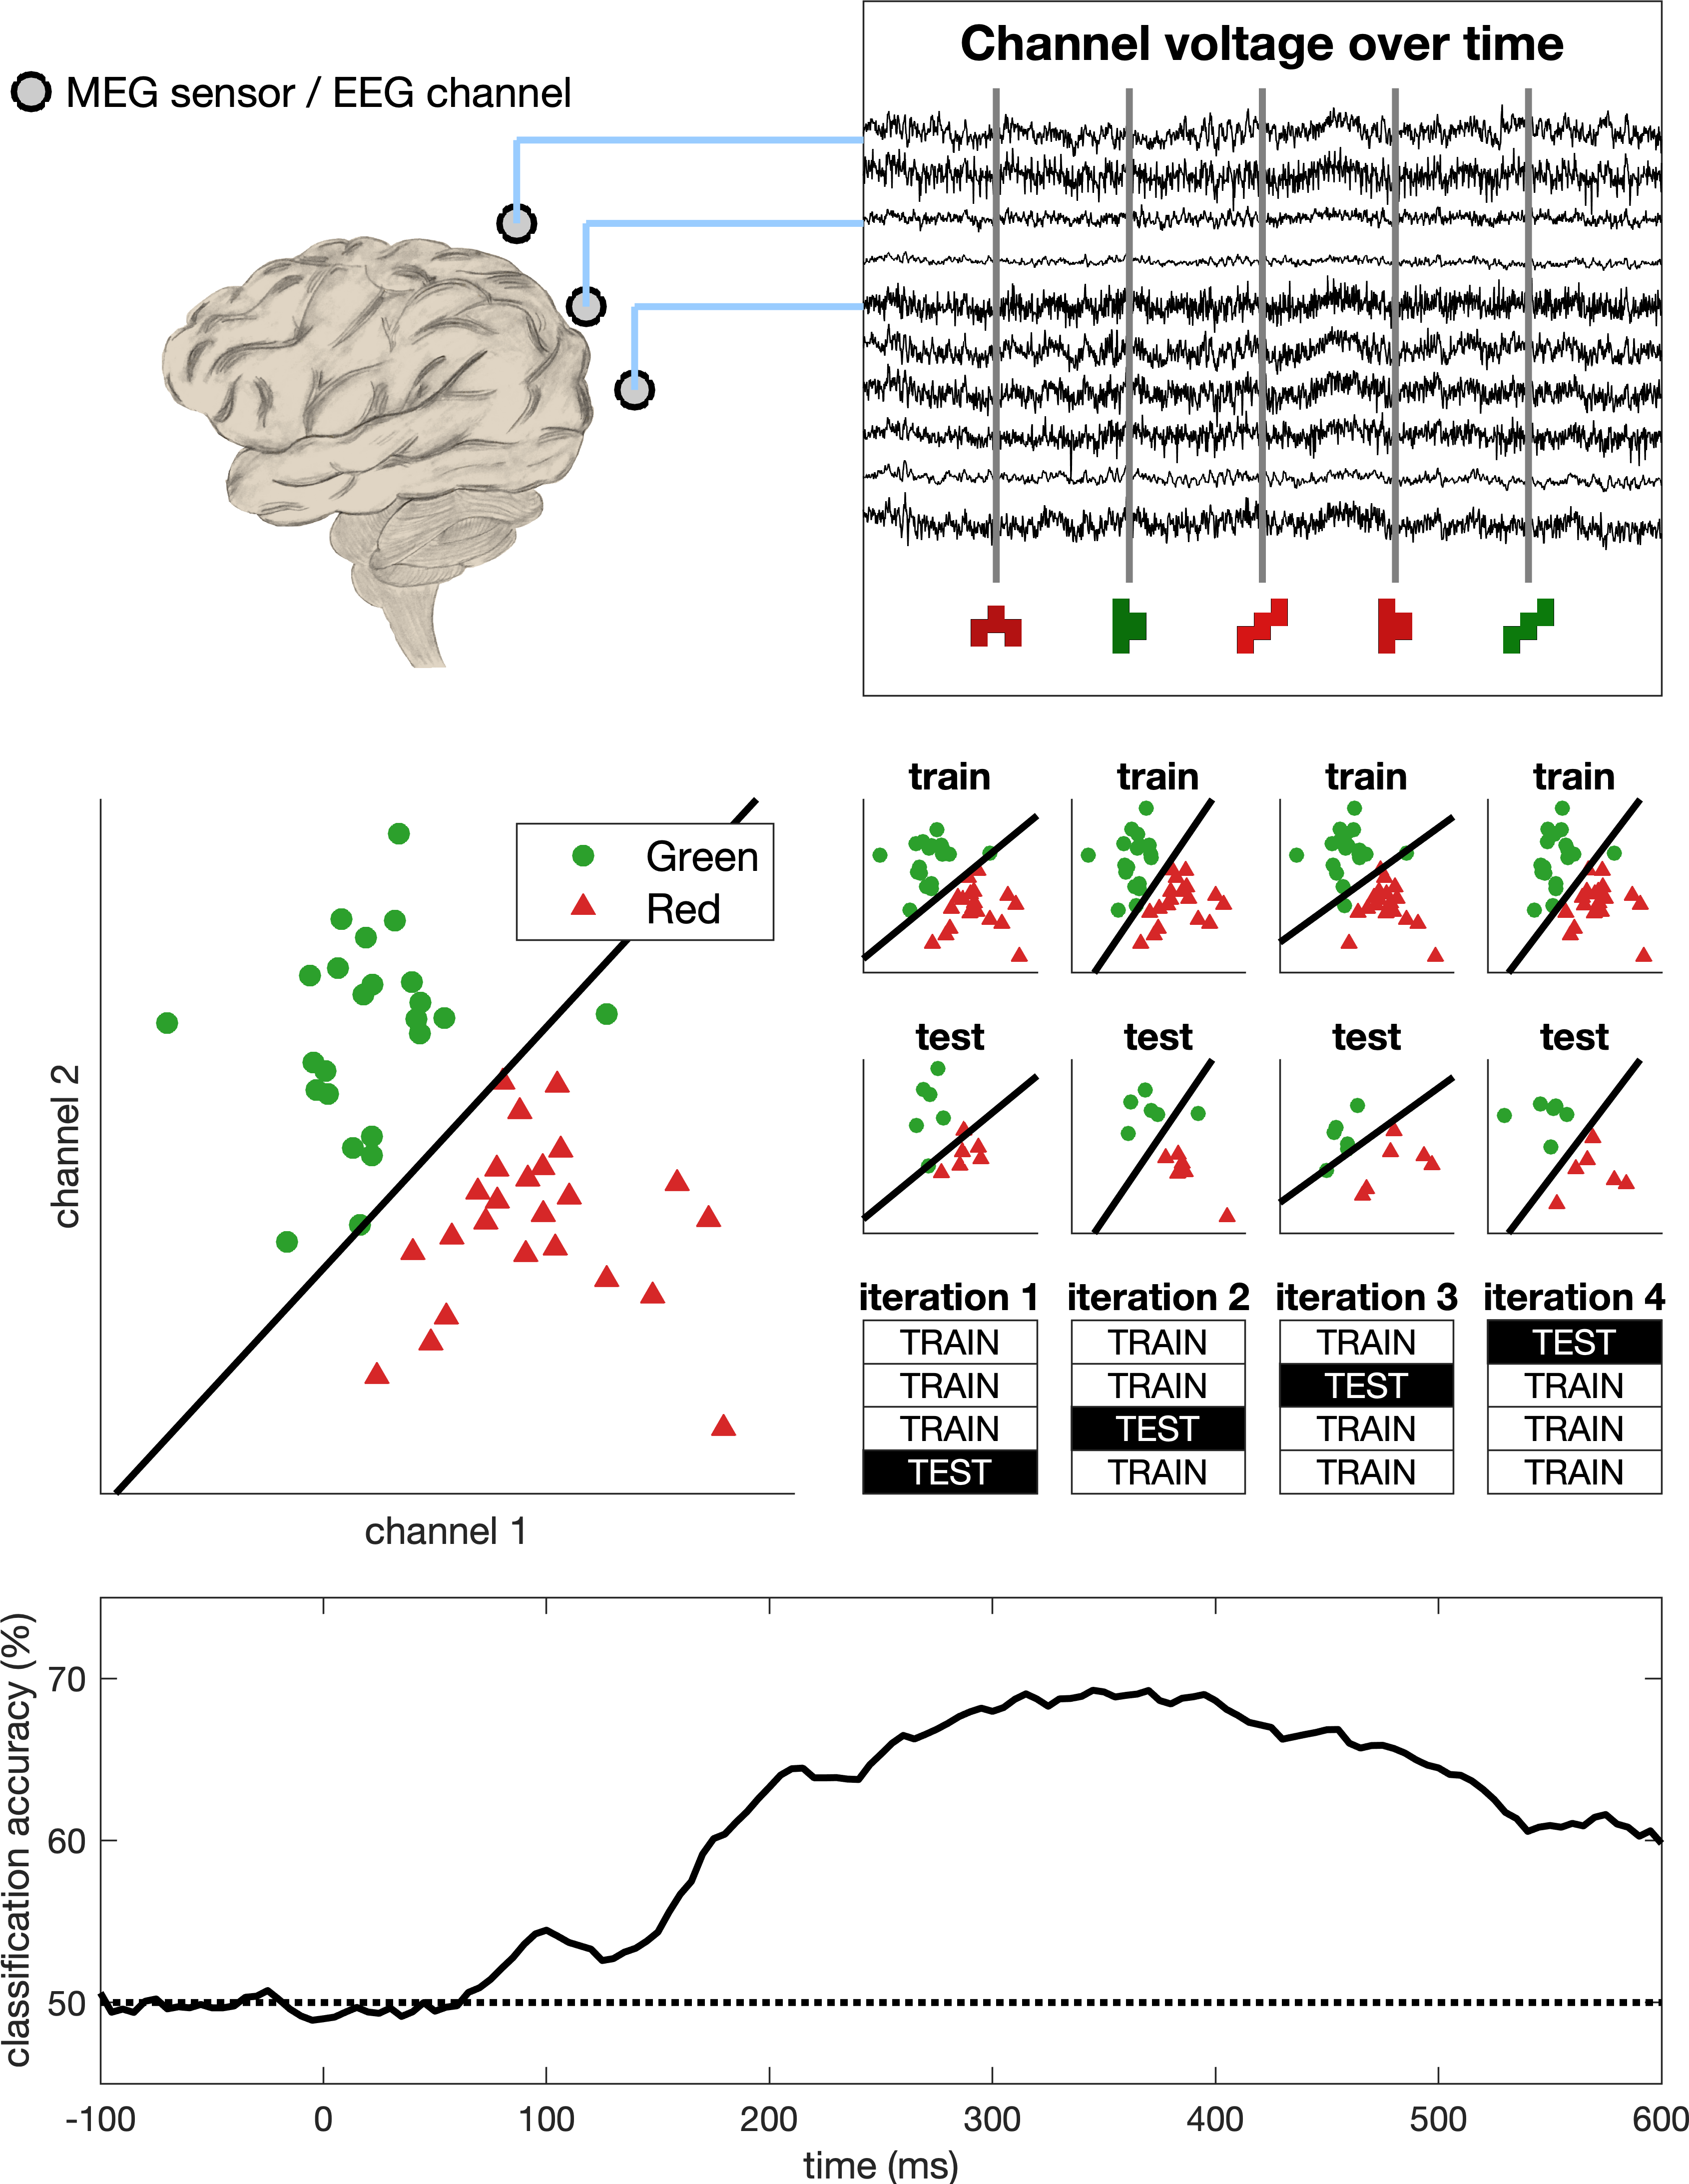 Channel voltage over time
MEG sensor / EEG channel
Green
Red
channel 2
channel 1
train train train train
test test test test
iteration 1 iteration 2 iteration 3 iteration 4
TRAIN TRAIN TRAIN TEST
TRAIN TRAIN TEST TRAIN
TRAIN TEST TRAIN TRAIN
TEST TRAIN TRAIN TRAIN
classification accuracy (%)
70
60
50
-100 0 100 200 300 400 500 600
time (ms)